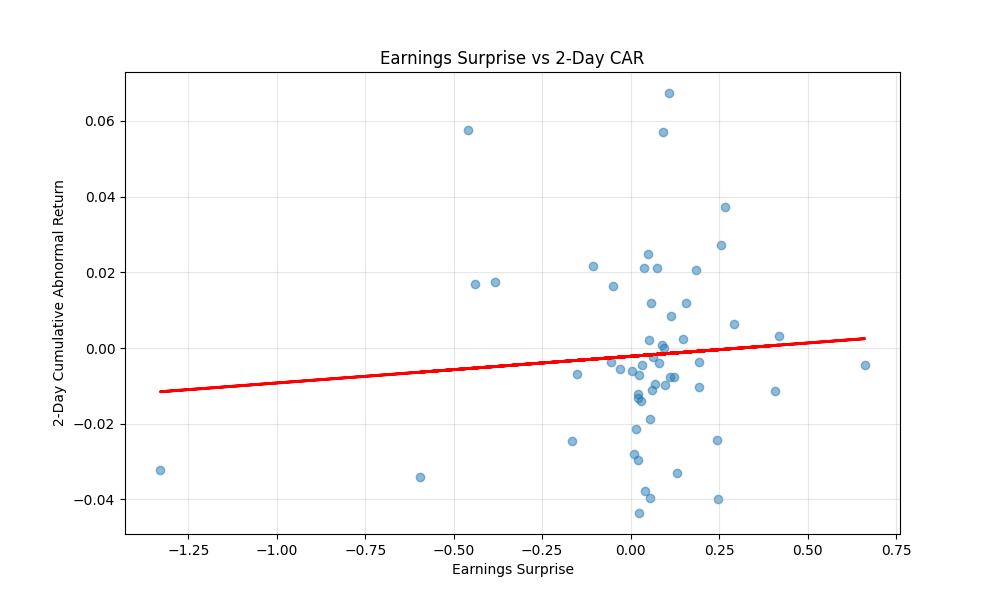 Earnings Surprise vs 2-Day CAR
2-Day Cumulative Abnormal Return
0.06
0.04
0.02
0.00
−0.02
−0.04
−1.25 −1.00 −0.75 −0.50 −0.25 0.00 0.25 0.50 0.75
Earnings Surprise